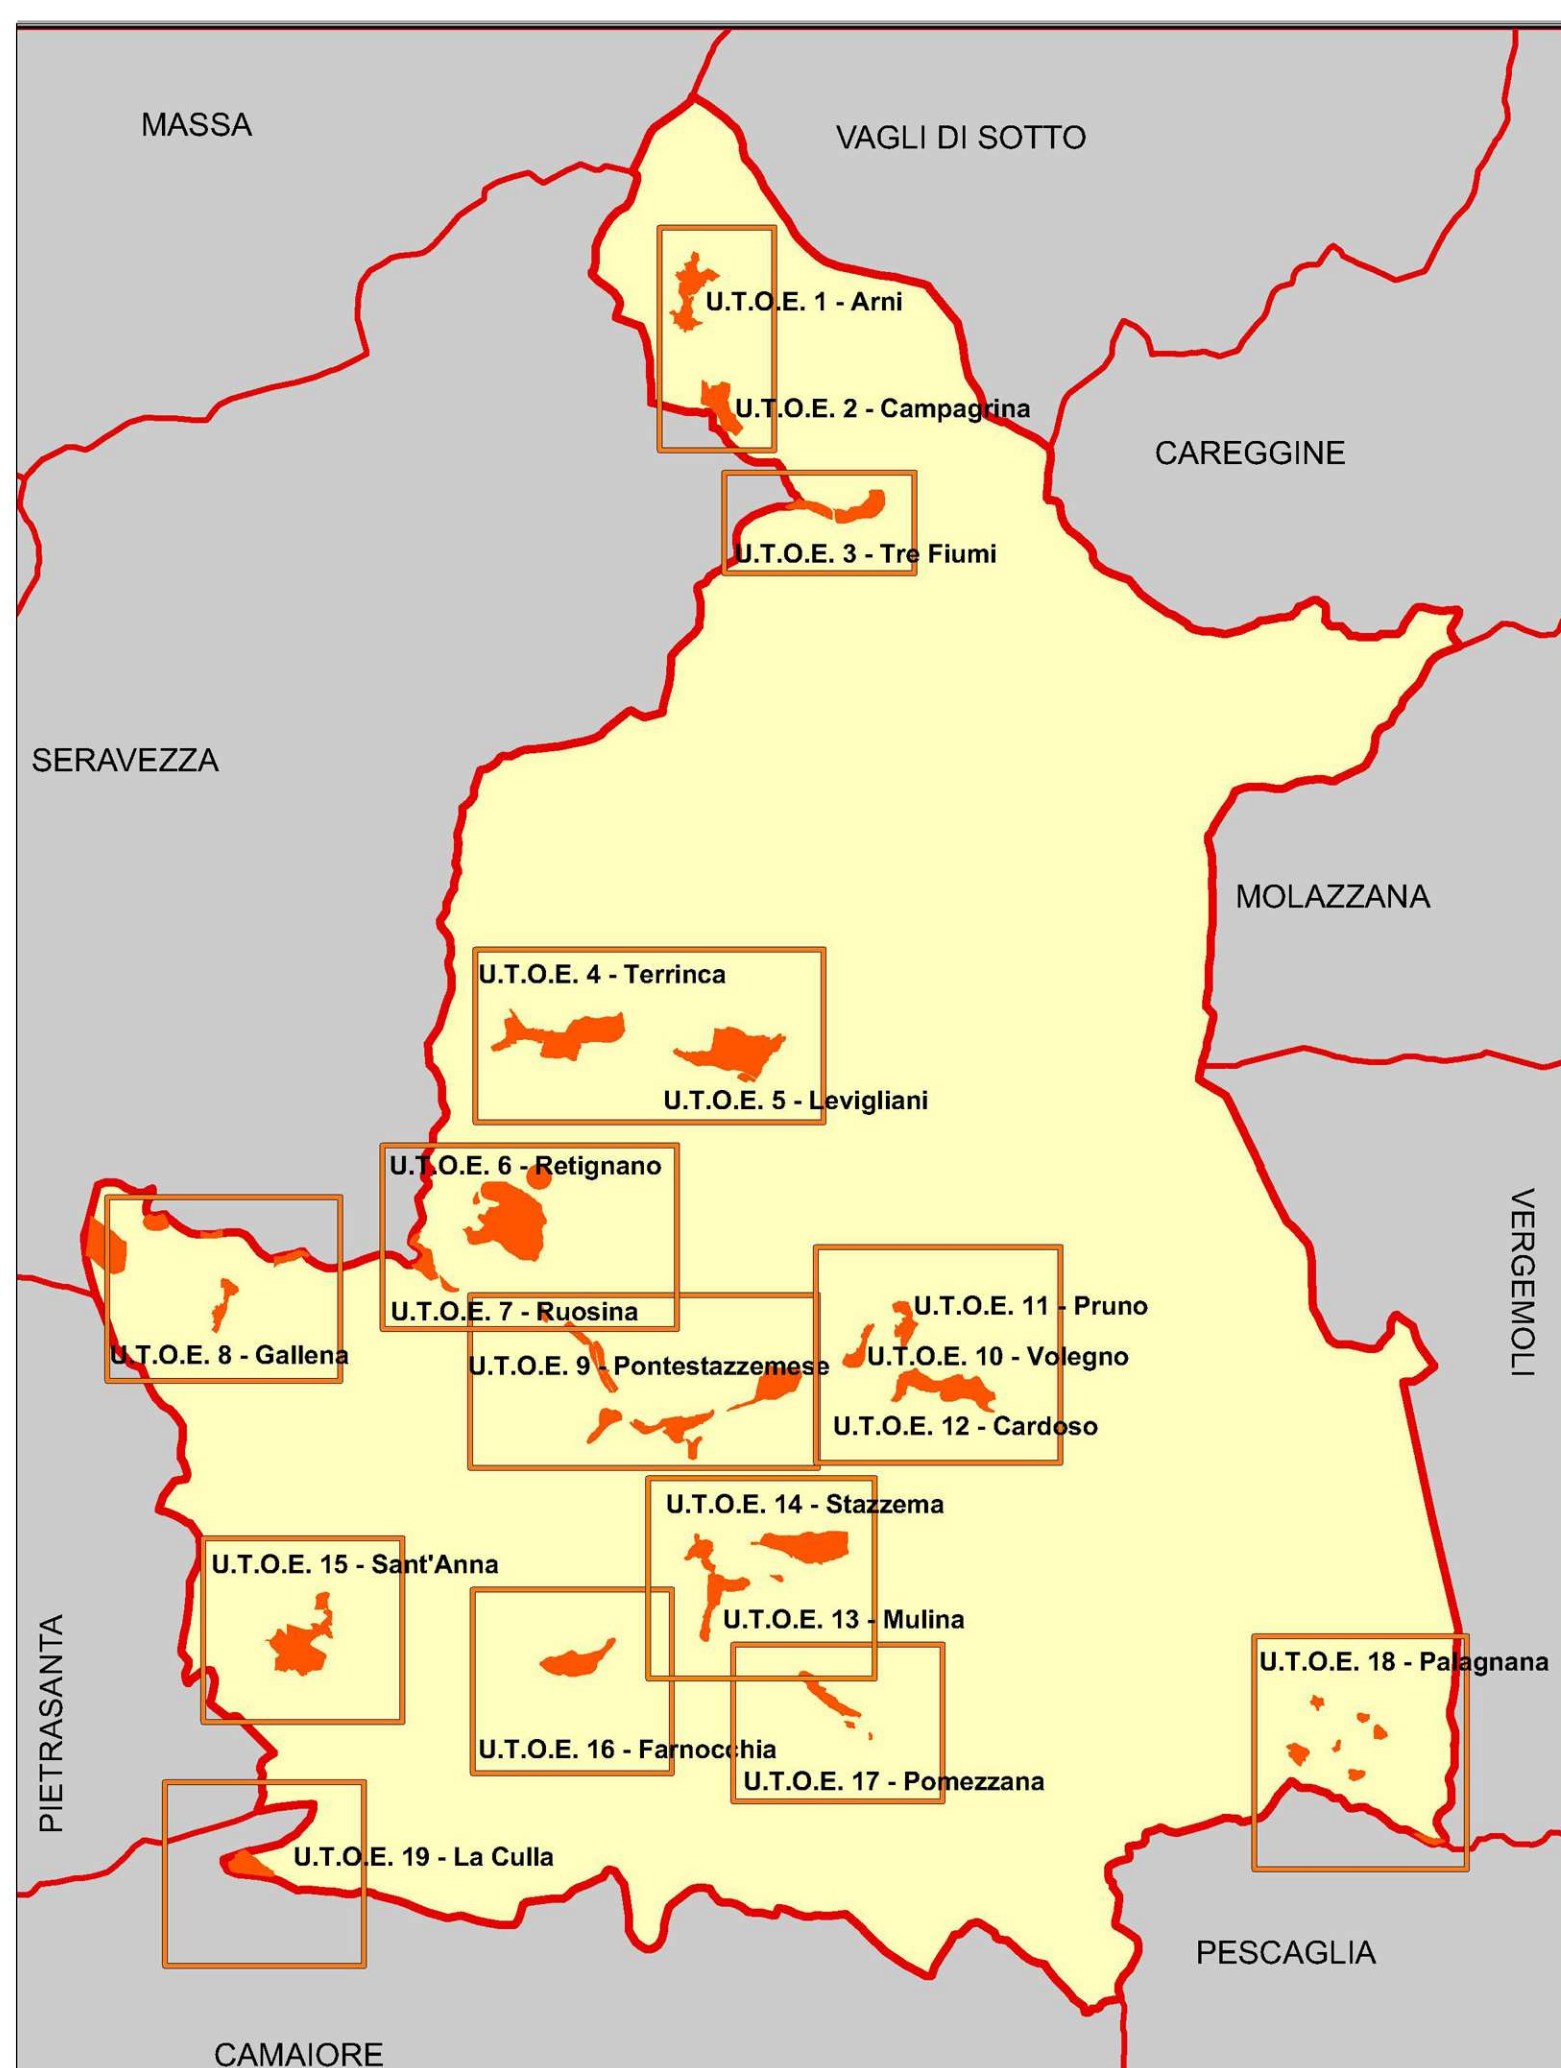 MASSA
VAGLI DI SOTTO
U.T.O.E. 1 - Arni
U.T.O.E. 2 - Campagrina
CAREGGINE
U.T.O.E. 3 - Tre Fiumi
SERAVEZZA
MOLAZZANA
U.T.O.E. 4 - Terrinca
U.T.O.E. 5 - Levigliani
U.T.O.E. 6 - Retignano
VERGEMOLI
U.T.O.E. 7 - Ruosina
U.T.O.E. 11 - Pruno
U.T.O.E. 8 - Gallena
U.T.O.E. 9 - Pontestazzemese
U.T.O.E. 10 - Volegno
U.T.O.E. 12 - Cardoso
U.T.O.E. 14 - Stazzema
U.T.O.E. 15 - Sant'Anna
U.T.O.E. 13 - Mulina
PIETRASANTA
U.T.O.E. 18 - Palagnana
U.T.O.E. 16 - Farnocchia
U.T.O.E. 17 - Pomezzana
U.T.O.E. 19 - La Culla
PESCAGLIA
CAMAIORE